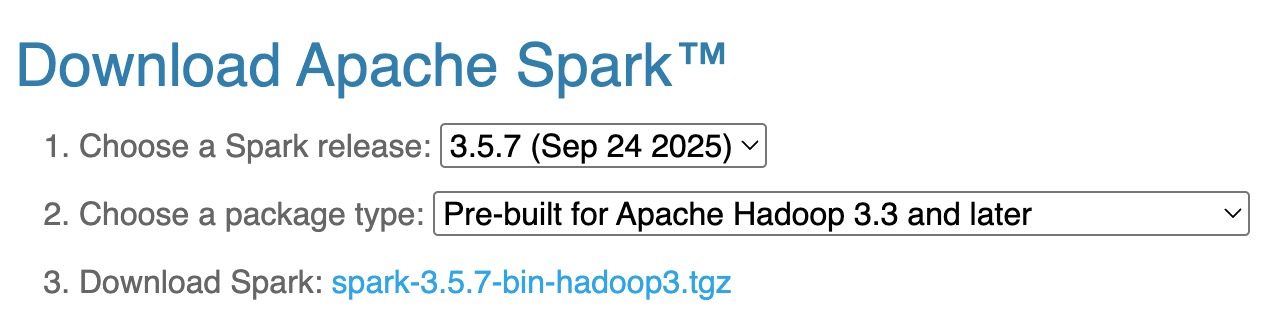 Download Apache Spark™
1. Choose a Spark release: 3.5.7 (Sep 24 2025)
2. Choose a package type: Pre-built for Apache Hadoop 3.3 and later
3. Download Spark: spark-3.5.7-bin-hadoop3.tgz